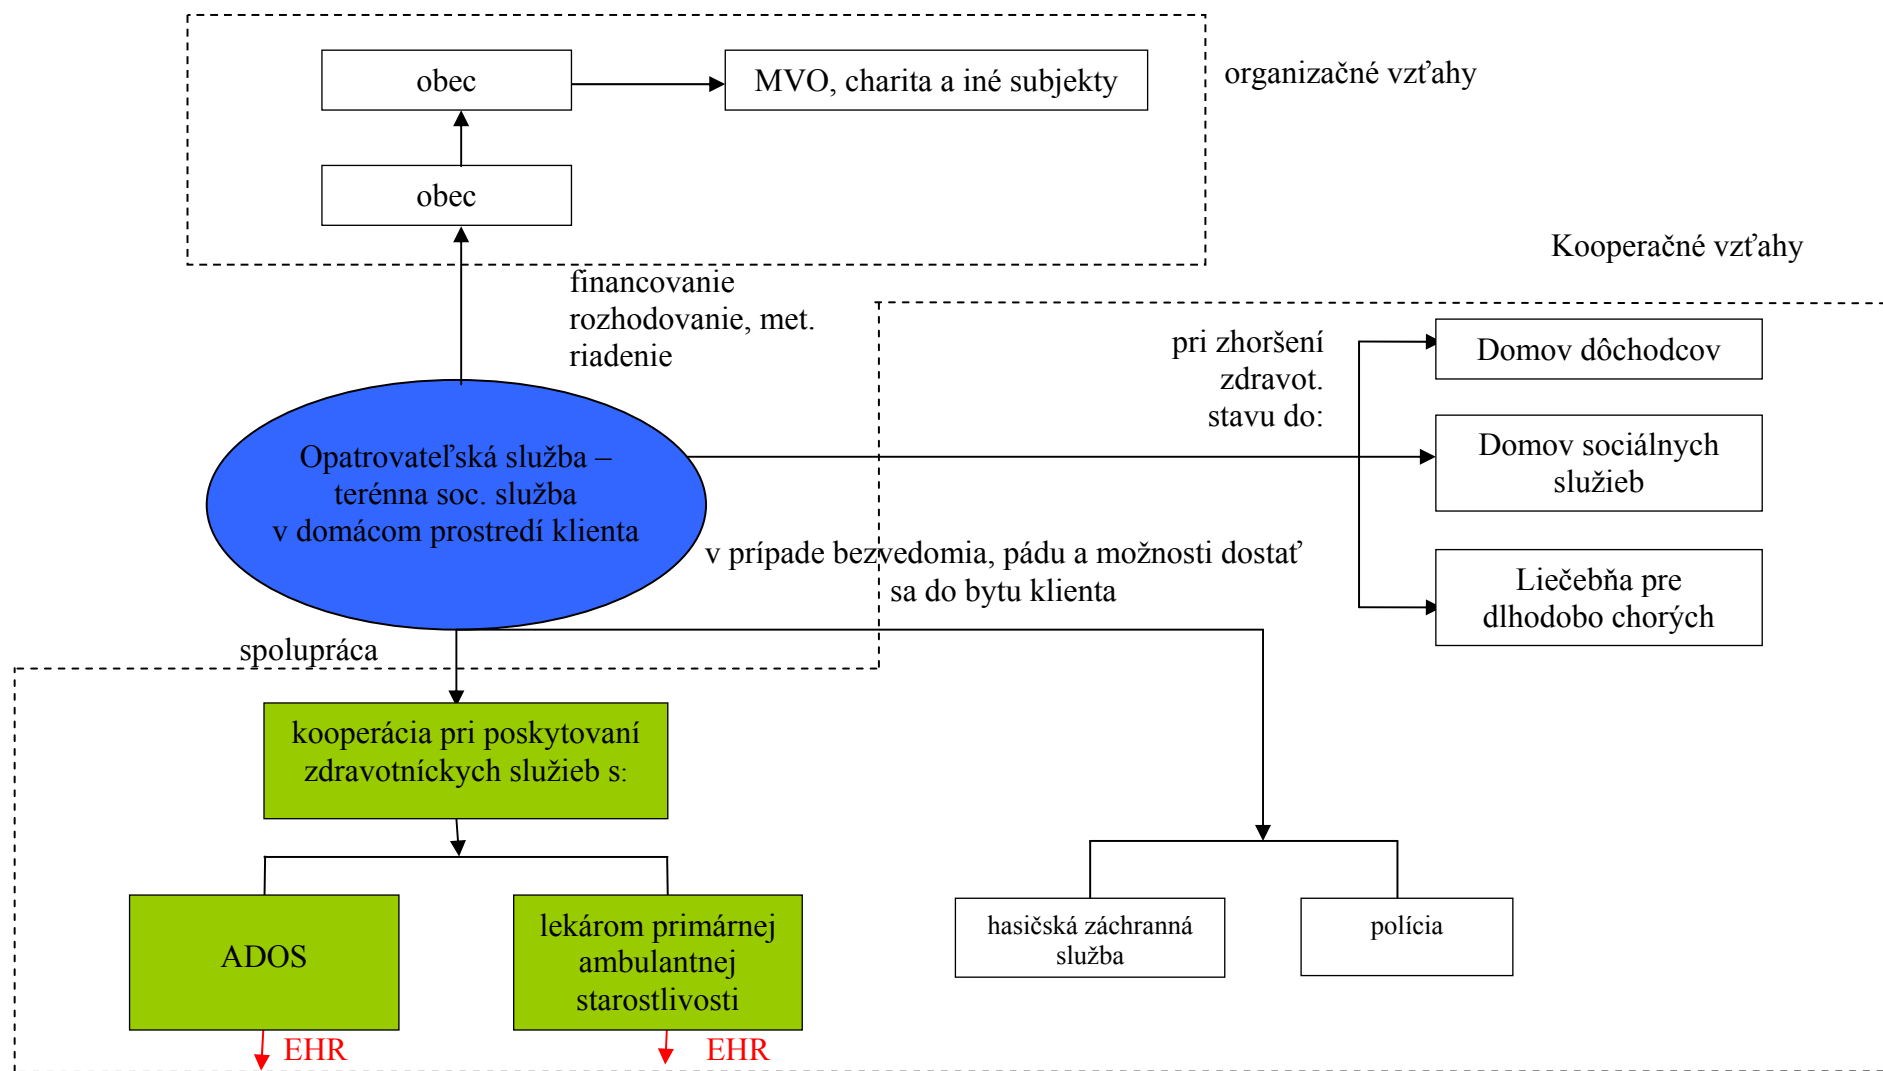 obec
MVO, charita a iné subjekty
organizačné vzťahy
obec
Kooperačné vzťahy
financovanie
rozhodovanie, met.
riadenie
pri zhoršení
zdravot.
stavu do:
Domov dôchodcov
Domov sociálnych
služieb
Liečebňa pre
dlhodobo chorých
Opatrovateľská služba –
terénna soc. služba
v domácom prostredí klienta
v prípade bezvedomia, pádu a možnosti dostať
sa do bytu klienta
spolupráca
kooperácia pri poskytovaní
zdravotníckych služieb s:
ADOS
lekárom primárnej
ambulantnej
starostlivosti
hasičská záchranná
služba
polícia
EHR
EHR